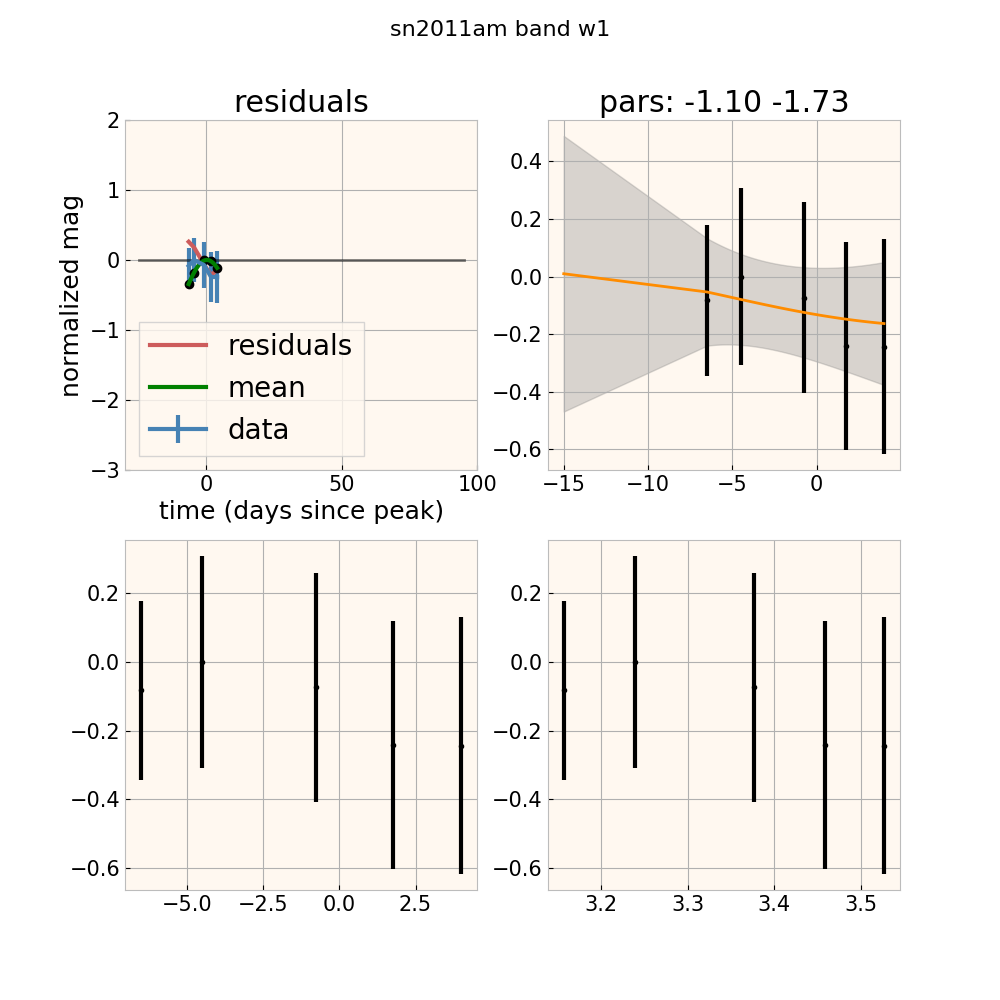 sn2011am band w1
residuals
pars: -1.10 -1.73
normalized mag
2
1
0
−1
−2
−3
residuals
mean
data
0 50 100
time (days since peak)
0.4
0.2
0.0
−0.2
−0.4
−0.6
−15 −10 −5 0
0.2
0.0
−0.2
−0.4
−0.6
−5.0 −2.5 0.0 2.5
0.2
0.0
−0.2
−0.4
−0.6
3.2 3.3 3.4 3.5